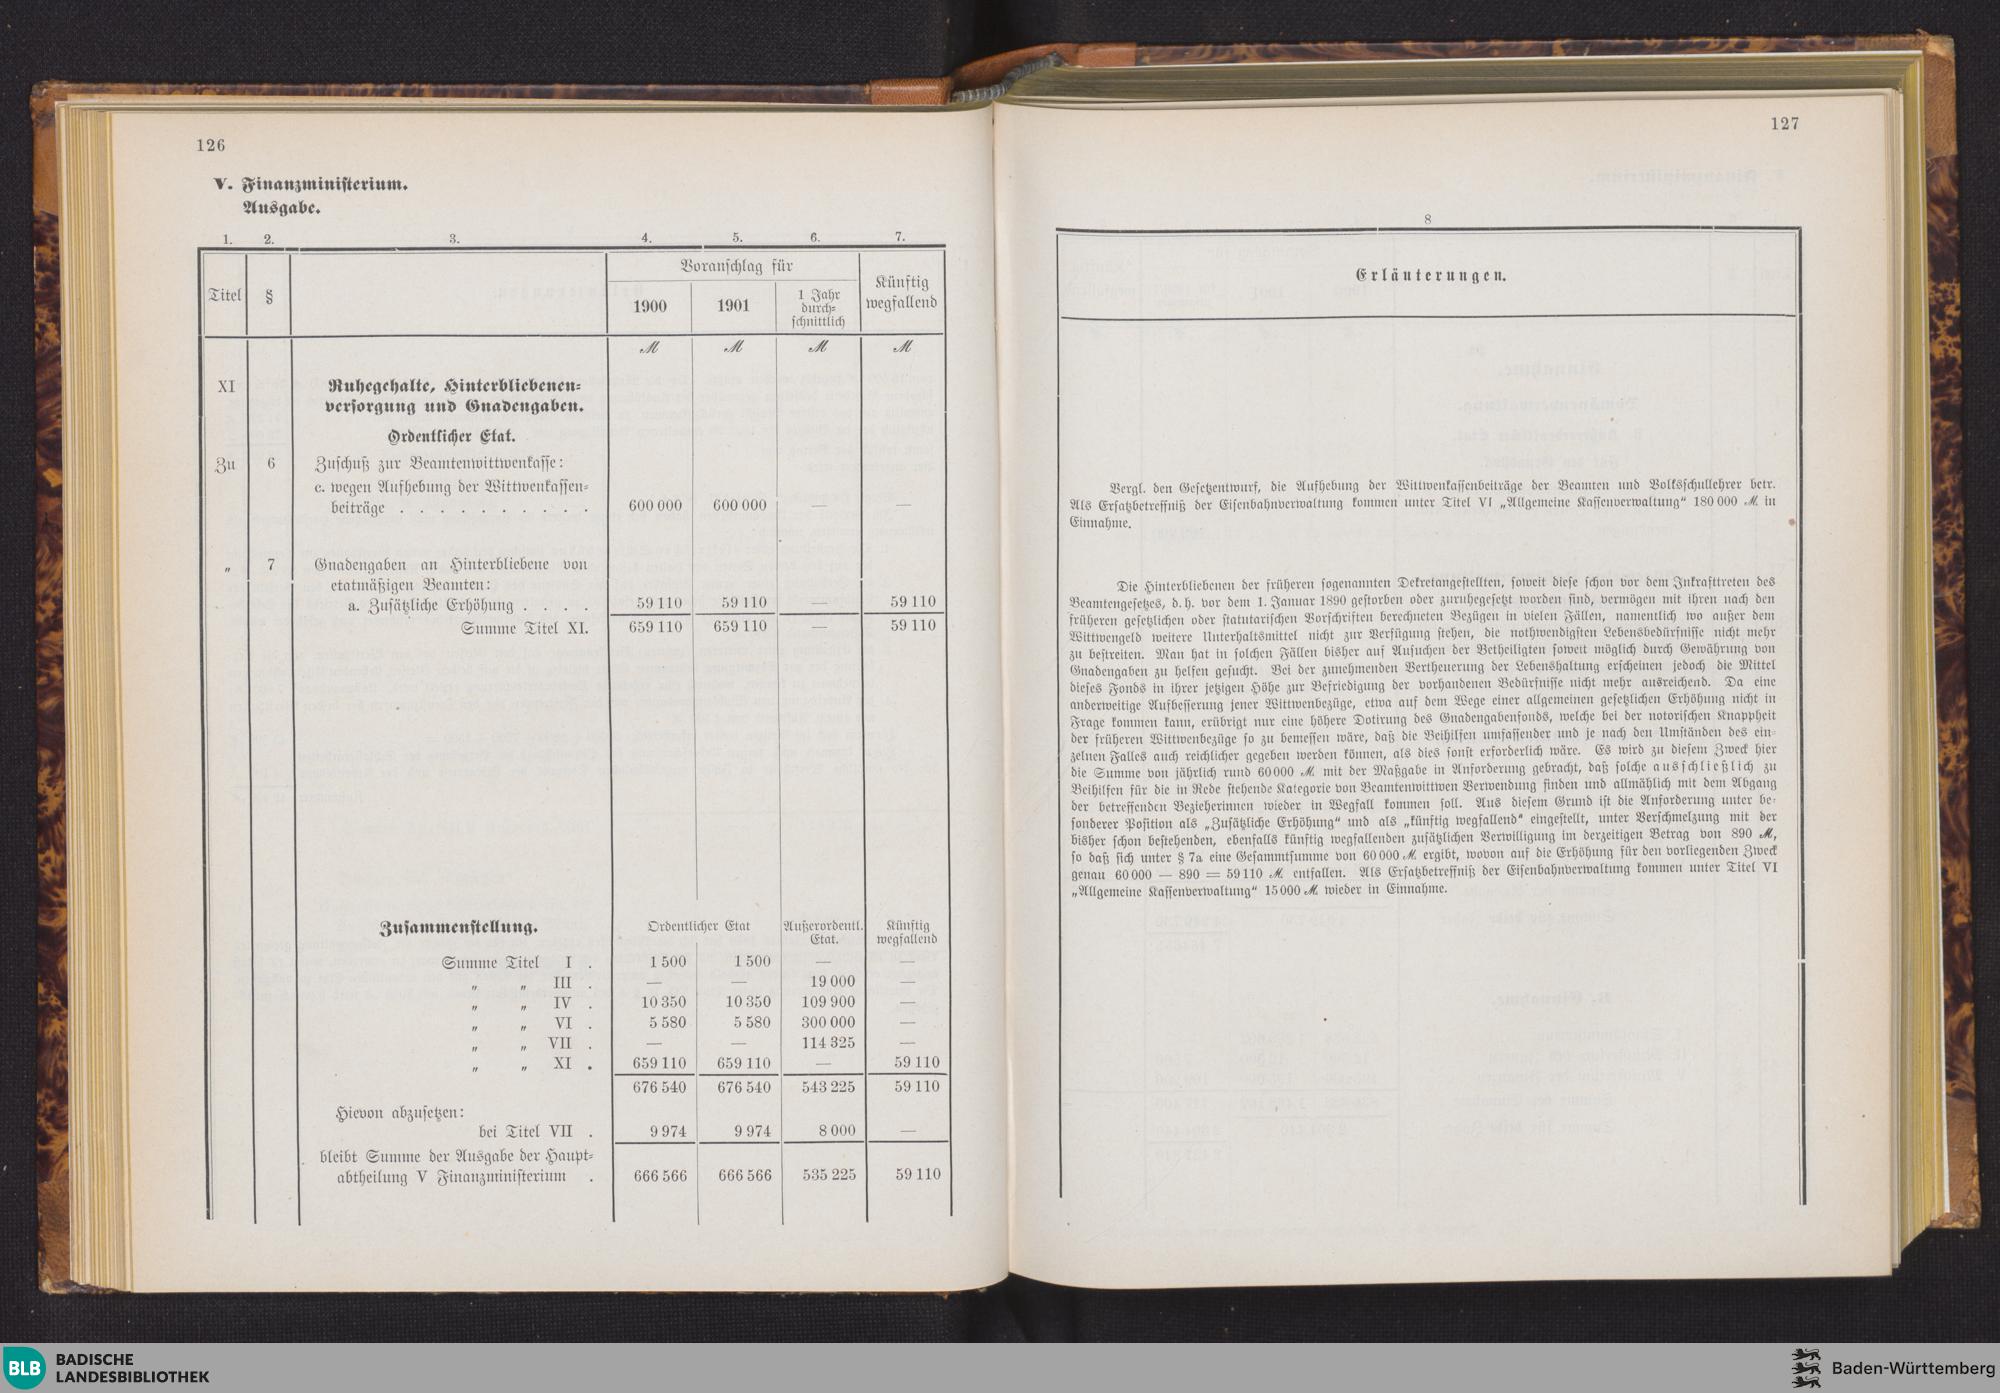 126
V. Finanzministerium.
Ausgabe.
1. 2. 3. 4. 5. 6. 7.
Titel § Voranschlag für Künftig wegfallend
1900 1901 1 Jahr durch-schnittlich
ℳ ℳ ℳ ℳ
XI Ruhegehalte, Hinterbliebenen-
versorgung und Gnadengaben.
Ordentlicher Etat.
Zu 6 Zuschuß zur Beamtenwittwenkasse:
c. wegen Aufhebung der Wittwenkassen-
beiträge . . . . . . . . . . 600 000 600 000 — —
„ 7 Gnadengaben an Hinterbliebene von
etatmäßigen Beamten:
a. Zusätzliche Erhöhung . . . . 59 110 59 110 — 59 110
Summe Titel XI. 659 110 659 110 — 59 110
Zusammenstellung. Ordentlicher Etat Außerordentl. Etat. Künftig wegfallend
Summe Titel I . 1 500 1 500 — —
„ „ III . — — 19 000 —
„ „ IV . 10 350 10 350 109 900 —
„ „ VI . 5 580 5 580 300 000 —
„ „ VII . — — 114 325 —
„ „ XI . 659 110 659 110 — 59 110
676 540 676 540 543 225 59 110
Hievon abzusetzen:
bei Titel VII . 9 974 9 974 8 000 —
bleibt Summe der Ausgabe der Haupt-
abtheilung V Finanzministerium . 666 566 666 566 535 225 59 110
127
8
Erläuterungen.
Vergl. den Gesetzentwurf, die Aufhebung der Wittwenkassenbeiträge der Beamten und Volksschullehrer betr.
Als Ersatzbetreffniß der Eisenbahnverwaltung kommen unter Titel VI „Allgemeine Kassenverwaltung“ 180 000 ℳ in
Einnahme.
Die Hinterbliebenen der früheren sogenannten Dekretangestellten, soweit diese schon vor dem Inkrafttreten des
Beamtengesetzes, d. h. vor dem 1. Januar 1890 gestorben oder zuruhegesetzt worden sind, vermögen mit ihren nach den
früheren gesetzlichen oder statutarischen Vorschriften berechneten Bezügen in vielen Fällen, namentlich wo außer dem
Wittwengeld weitere Unterhaltsmittel nicht zur Verfügung stehen, die nothwendigsten Lebensbedürfnisse nicht mehr
zu bestreiten. Man hat in solchen Fällen bisher auf Ansuchen der Betheiligten soweit möglich durch Gewährung von
Gnadengaben zu helfen gesucht. Bei der zunehmenden Vertheuerung der Lebenshaltung erscheinen jedoch die Mittel
dieses Fonds in ihrer jetzigen Höhe zur Befriedigung der vorhandenen Bedürfnisse nicht mehr ausreichend. Da eine
anderweitige Aufbesserung jener Wittwenbezüge, etwa auf dem Wege einer allgemeinen gesetzlichen Erhöhung nicht in
Frage kommen kann, erübrigt nur eine höhere Dotirung des Gnadengabenfonds, welche bei der notorischen Knappheit
der früheren Wittwenbezüge so zu bemessen wäre, daß die Beihilfen umfassender und je nach den Umständen des ein-
zelnen Falles auch reichlicher gegeben werden können, als dies sonst erforderlich wäre. Es wird zu diesem Zweck hier
die Summe von jährlich rund 60 000 ℳ mit der Maßgabe in Anforderung gebracht, daß solche ausschließlich zu
Beihilfen für die in Rede stehende Kategorie von Beamtenwittwen Verwendung finden und allmählich mit dem Abgang
der betreffenden Bezieherinnen wieder in Wegfall kommen soll. Aus diesem Grund ist die Anforderung unter be-
sonderer Position als „Zusätzliche Erhöhung“ und als „künftig wegfallend“ eingestellt, unter Verschmelzung mit der
bisher schon bestehenden, ebenfalls künftig wegfallenden zusätzlichen Verwilligung im derzeitigen Betrag von 890 ℳ,
so daß sich unter § 7a eine Gesammtsumme von 60 000 ℳ ergibt, wovon auf die Erhöhung für den vorliegenden Zweck
genau 60 000 — 890 = 59 110 ℳ entfallen. Als Ersatzbetreffniß der Eisenbahnverwaltung kommen unter Titel VI
„Allgemeine Kassenverwaltung“ 15 000 ℳ wieder in Einnahme.
BLB BADISCHE
LANDESBIBLIOTHEK
Baden-Württemberg